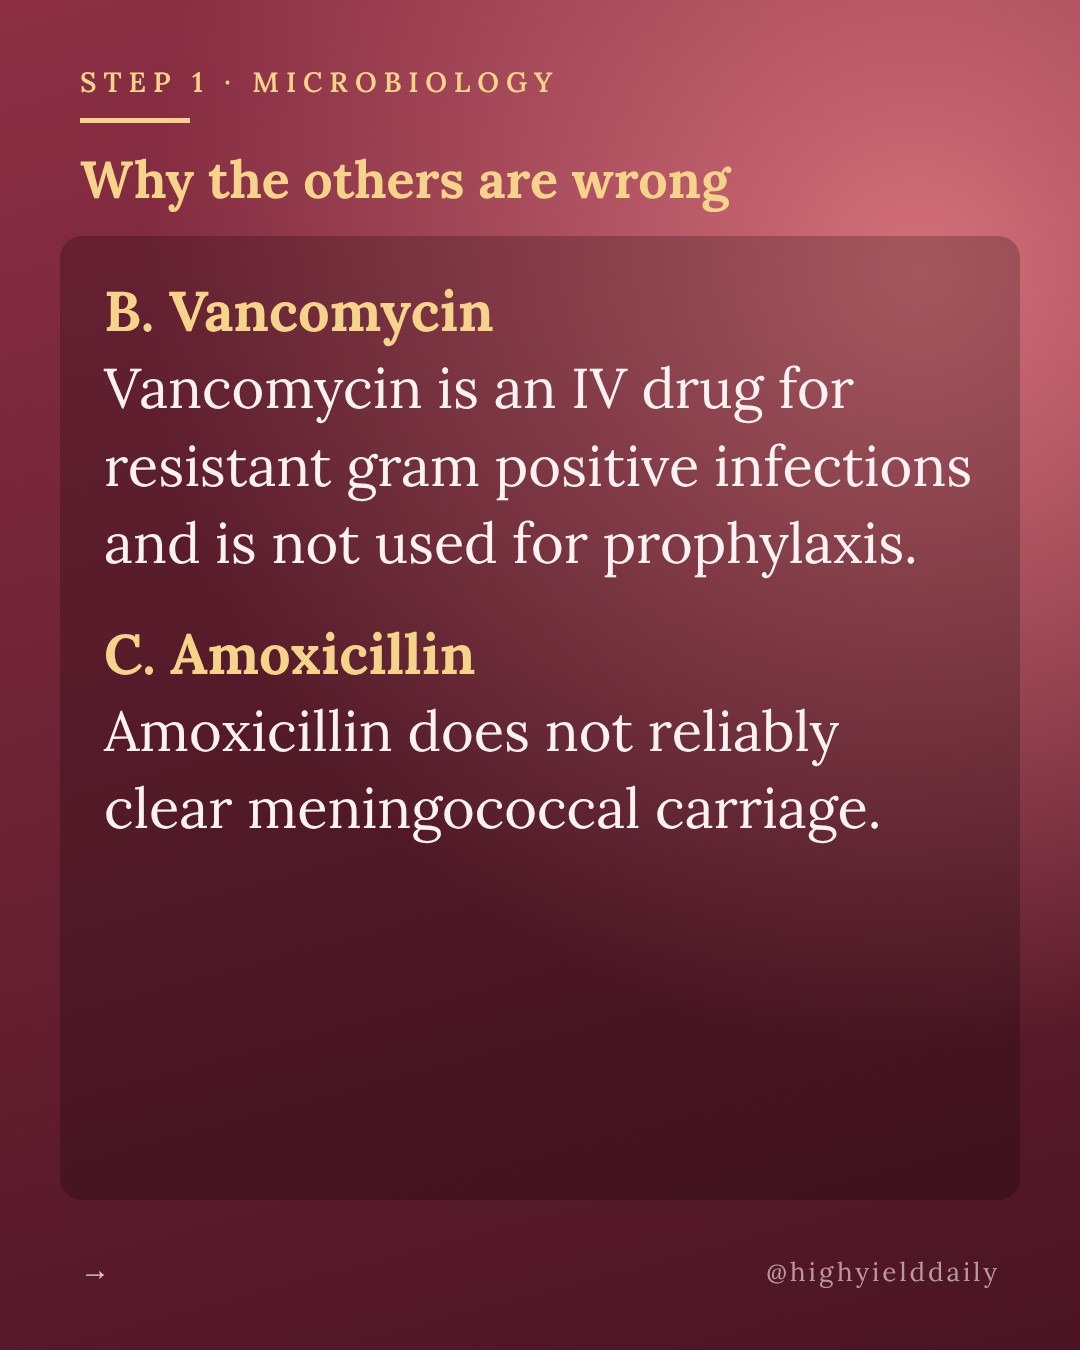 STEP 1 · MICROBIOLOGY
Why the others are wrong
B. Vancomycin
Vancomycin is an IV drug for
resistant gram positive infections
and is not used for prophylaxis.
C. Amoxicillin
Amoxicillin does not reliably
clear meningococcal carriage.
→
@highyielddaily